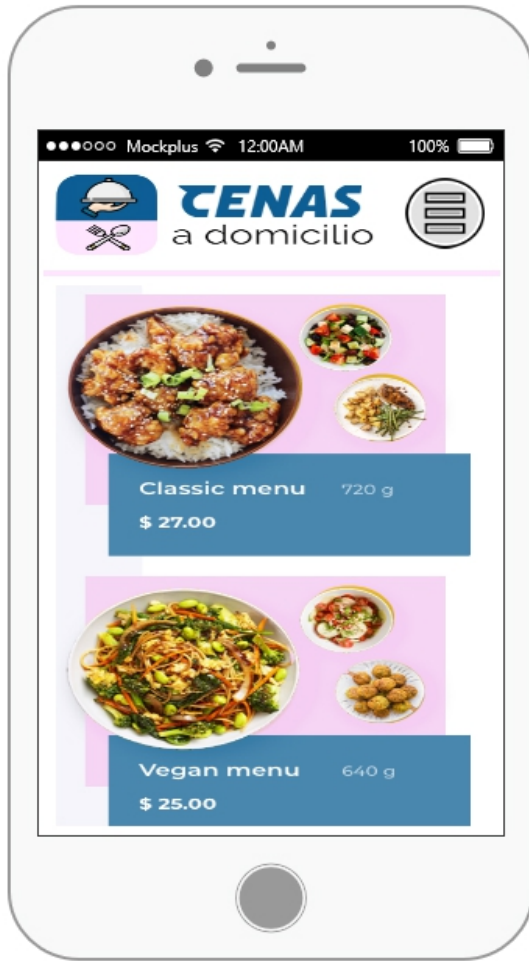 Mockplus 12:00AM 100%
CENAS
a domicilio
Classic menu 720 g
$ 27.00
Vegan menu 640 g
$ 25.00